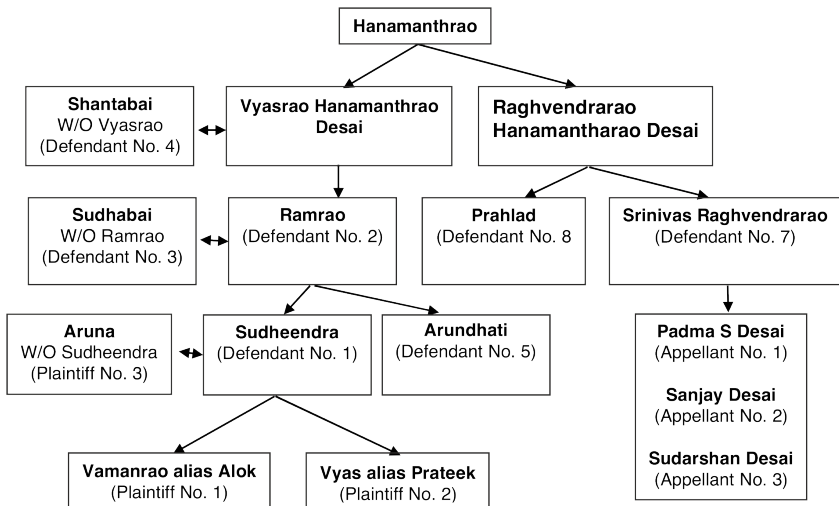 Hanamanthrao
Shantabai
W/O Vyasrao
(Defendant No. 4)
Vyasrao Hanamanthrao
Desai
Raghvendrarao
Hanamantharao Desai
Sudhabai
W/O Ramrao
(Defendant No. 3)
Ramrao
(Defendant No. 2)
Prahlad
(Defendant No. 8
Srinivas Raghvendrarao
(Defendant No. 7)
Aruna
W/O Sudheendra
(Plaintiff No. 3)
Sudheendra
(Defendant No. 1)
Arundhati
(Defendant No. 5)
Padma S Desai
(Appellant No. 1)
Sanjay Desai
(Appellant No. 2)
Sudarshan Desai
(Appellant No. 3)
Vamanrao alias Alok
(Plaintiff No. 1)
Vyas alias Prateek
(Plaintiff No. 2)